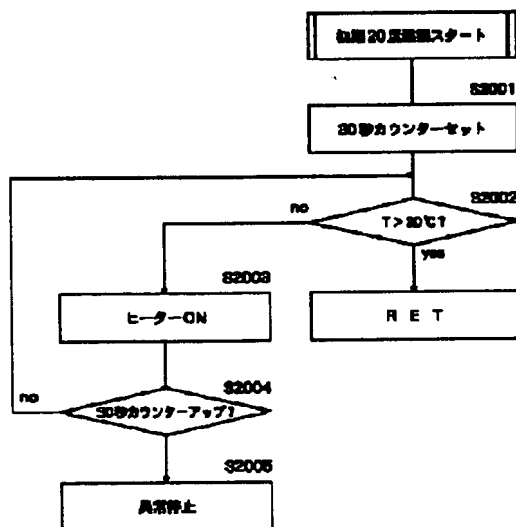 初期20度調温スタート
S2001
30秒カウンターセット
S2002
T>20℃?
no
yes
S2003
ヒーターON
RET
S2004
30秒カウンターアップ?
no
S2005
異常停止